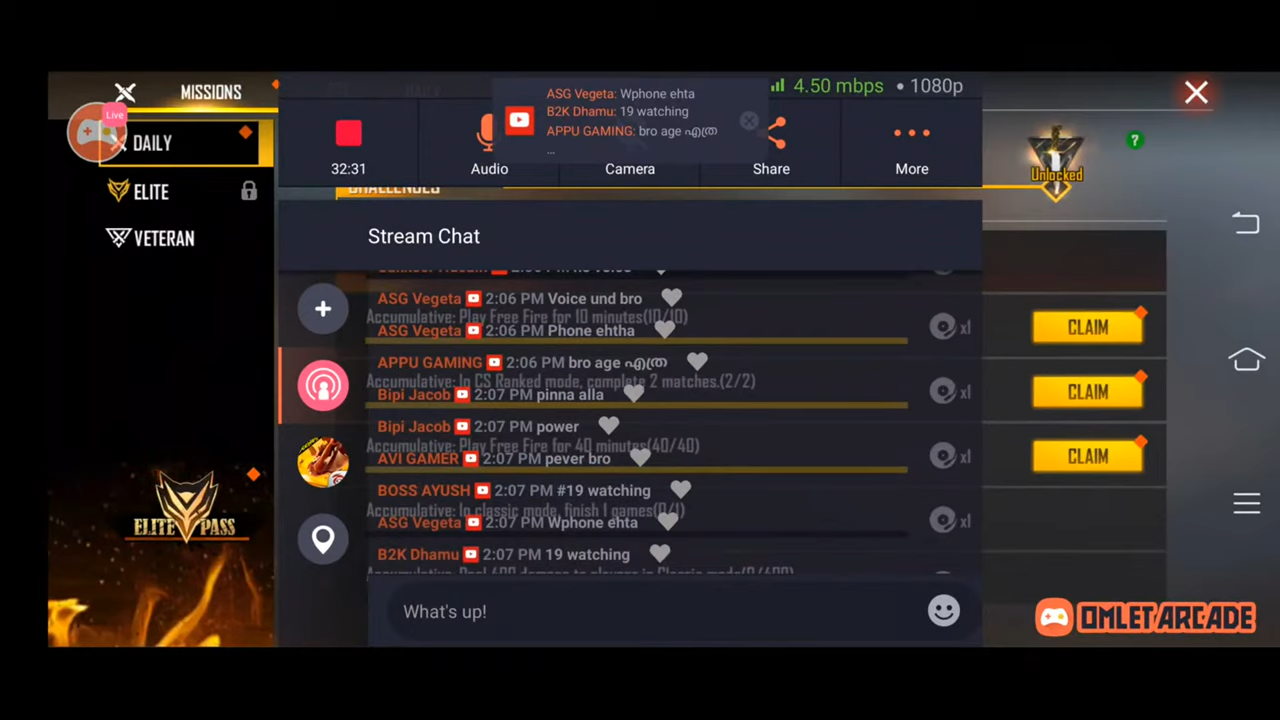 MISSIONS
Live
DAILY
ELITE
VETERAN
ELITE PASS
4.50 mbps • 1080p
ASG Vegeta: Wphone ehta
B2K Dhamu: 19 watching
APPU GAMING: bro age എത്ര
...
32:31
Audio
Camera
Share
More
CHALLENGES
Unlocked
?
Stream Chat
ASG Vegeta 2:06 PM Voice und bro
Accumulative: Play Free Fire for 10 minutes(10/10)
ASG Vegeta 2:06 PM Phone ehtha
APPU GAMING 2:06 PM bro age എത്ര
Accumulative: In CS Ranked mode, complete 2 matches.(2/2)
Bipi Jacob 2:07 PM pinna alla
Bipi Jacob 2:07 PM power
Accumulative: Play Free Fire for 40 minutes(40/40)
AVI GAMER 2:07 PM pever bro
BOSS AYUSH 2:07 PM #19 watching
Accumulative: In classic mode, finish 1 games(0/1)
ASG Vegeta 2:07 PM Wphone ehta
B2K Dhamu 2:07 PM 19 watching
x1
CLAIM
x1
CLAIM
x1
CLAIM
x1
What's up!
OMLET ARCADE